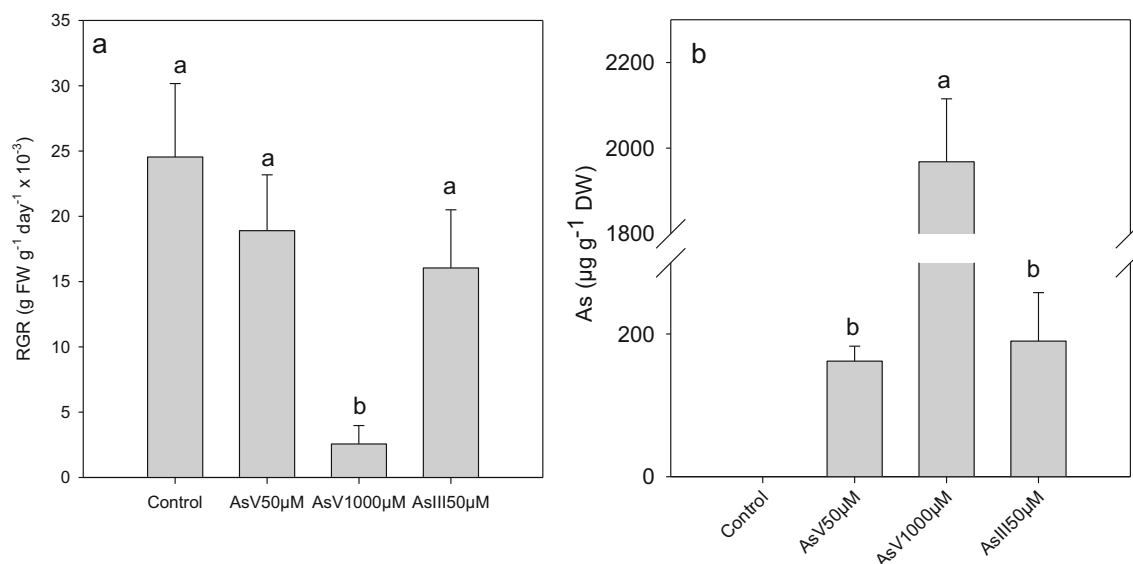 a
35
30
25
20
15
10
5
0
RGR (g FW g⁻¹ day⁻¹ x 10⁻³)
a
a
b
a
Control AsV50µM AsV1000µM AsIII50µM
b
2200
2000
1800
200
0
As (µg g⁻¹ DW)
b
a
b
Control
AsV50µM
AsV1000µM
AsIII50µM